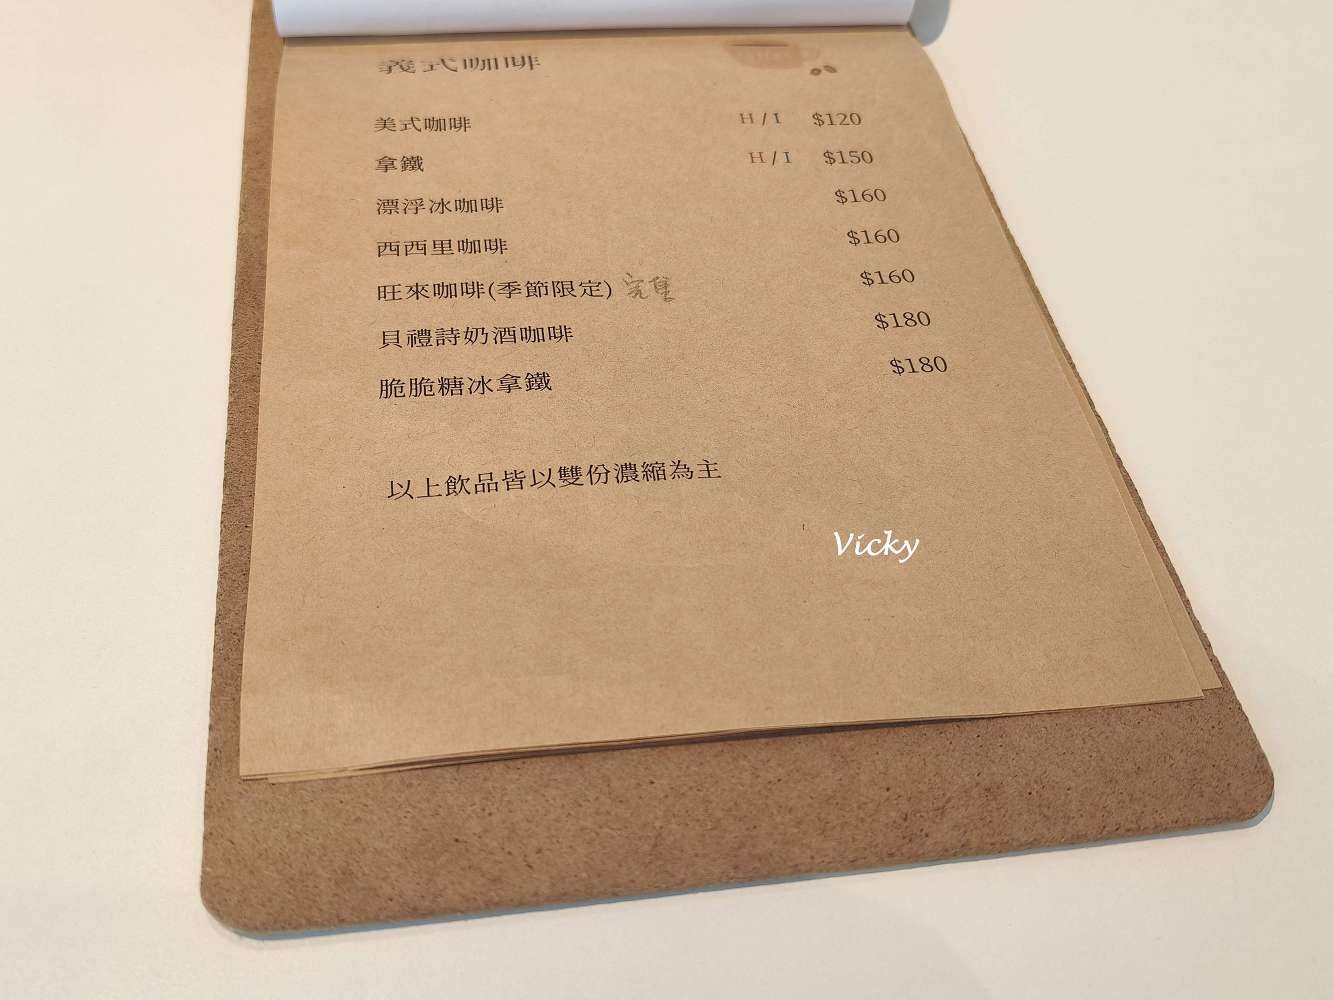 義式咖啡
美式咖啡 H / I $120
拿鐵 H / I $150
漂浮冰咖啡 $160
西西里咖啡 $160
旺來咖啡(季節限定) 完售 $160
貝禮詩奶酒咖啡 $180
脆脆糖冰拿鐵 $180
以上飲品皆以雙份濃縮為主
Vicky